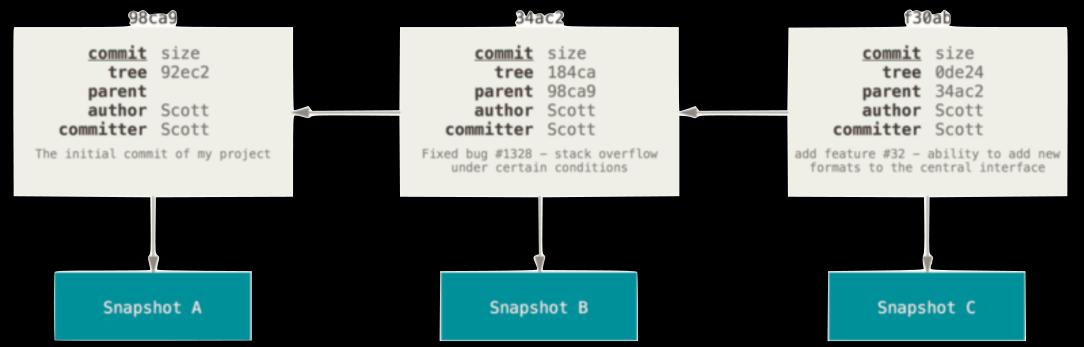 98ca9
commit size
tree 92ec2
parent
author Scott
committer Scott
The initial commit of my project
Snapshot A
34ac2
commit size
tree 184ca
parent 98ca9
author Scott
committer Scott
Fixed bug #1328 – stack overflow
under certain conditions
Snapshot B
f30ab
commit size
tree 0de24
parent 34ac2
author Scott
committer Scott
add feature #32 – ability to add new
formats to the central interface
Snapshot C